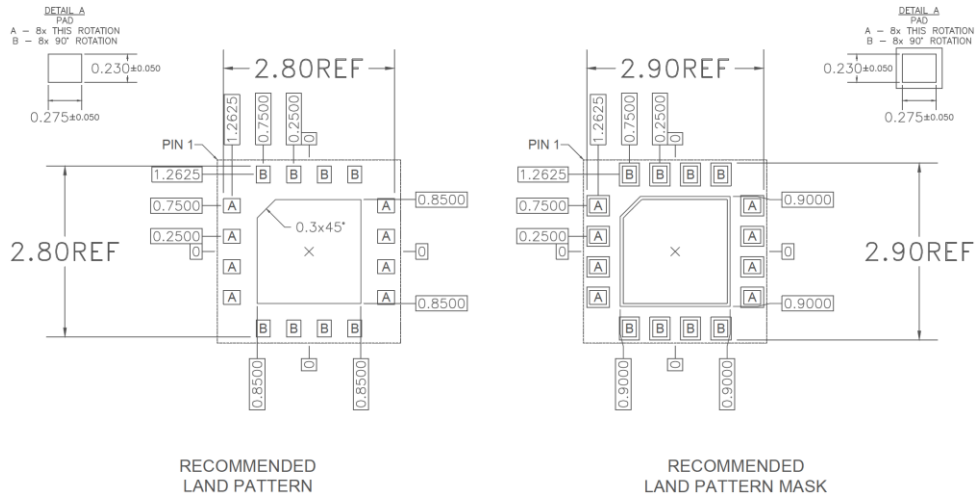 DETAIL A
PAD
A – 8x THIS ROTATION
B – 8x 90° ROTATION
0.230±0.050
0.275±0.050
2.80REF
1.2625
0.7500
0.2500
0
PIN 1
1.2625
B B B B
0.7500
A A
0.8500
0.2500
A A
0.3x45°
0
0
2.80REF
A A
A A
0.8500
B B B B
0.8500
0
0.8500
RECOMMENDED
LAND PATTERN
DETAIL A
PAD
A – 8x THIS ROTATION
B – 8x 90° ROTATION
0.230±0.050
0.275±0.050
2.90REF
1.2625
0.7500
0.2500
0
PIN 1
1.2625
B B B B
0.7500
A A
0.9000
0.2500
A A
0
0
2.90REF
A A
A A
0.9000
B B B B
0.9000
0
0.9000
RECOMMENDED
LAND PATTERN MASK